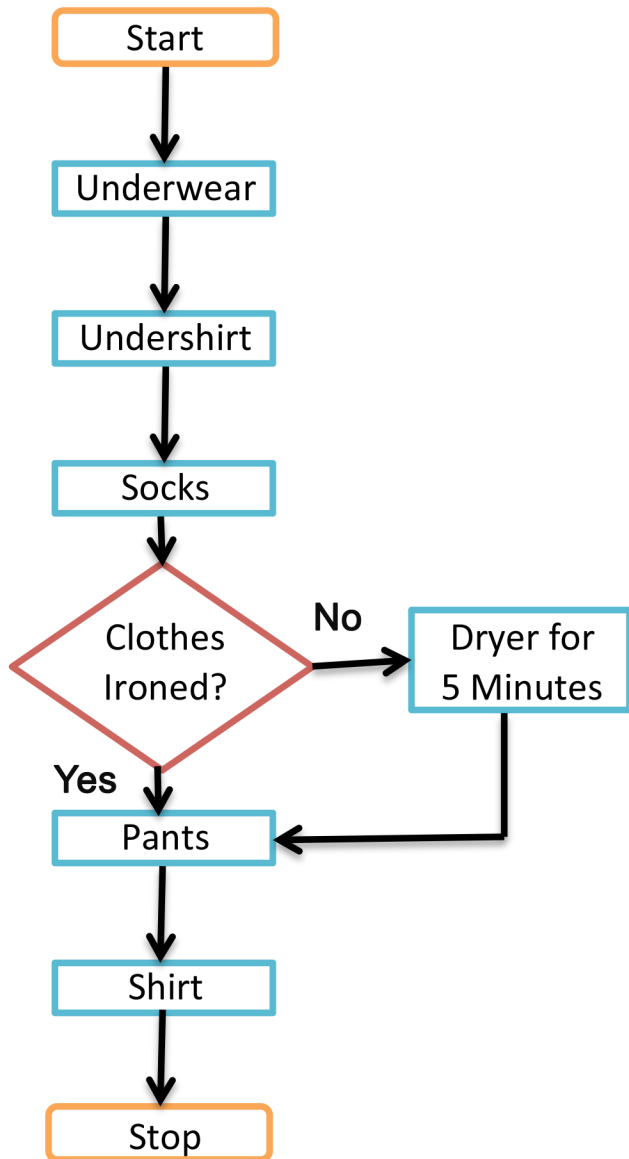 Start
Underwear
Undershirt
Socks
Clothes
Ironed?
No
Dryer for
5 Minutes
Yes
Pants
Shirt
Stop